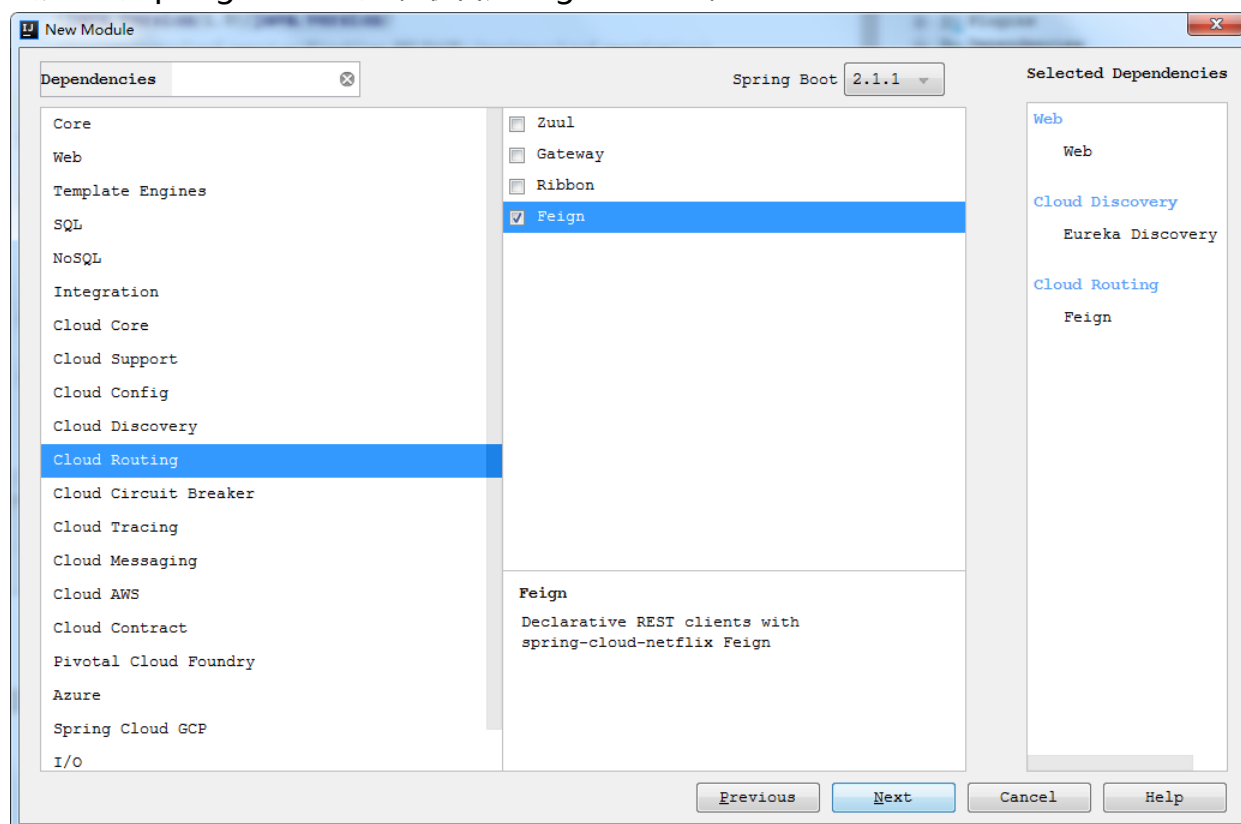 New Module
Dependencies
Spring Boot 2.1.1
Selected Dependencies
Core
Web
Template Engines
SQL
NoSQL
Integration
Cloud Core
Cloud Support
Cloud Config
Cloud Discovery
Cloud Routing
Cloud Circuit Breaker
Cloud Tracing
Cloud Messaging
Cloud AWS
Cloud Contract
Pivotal Cloud Foundry
Azure
Spring Cloud GCP
I/O
Zuul
Gateway
Ribbon
Feign
Feign
Declarative REST clients with
spring-cloud-netflix Feign
Web
Web
Cloud Discovery
Eureka Discovery
Cloud Routing
Feign
Previous
Next
Cancel
Help